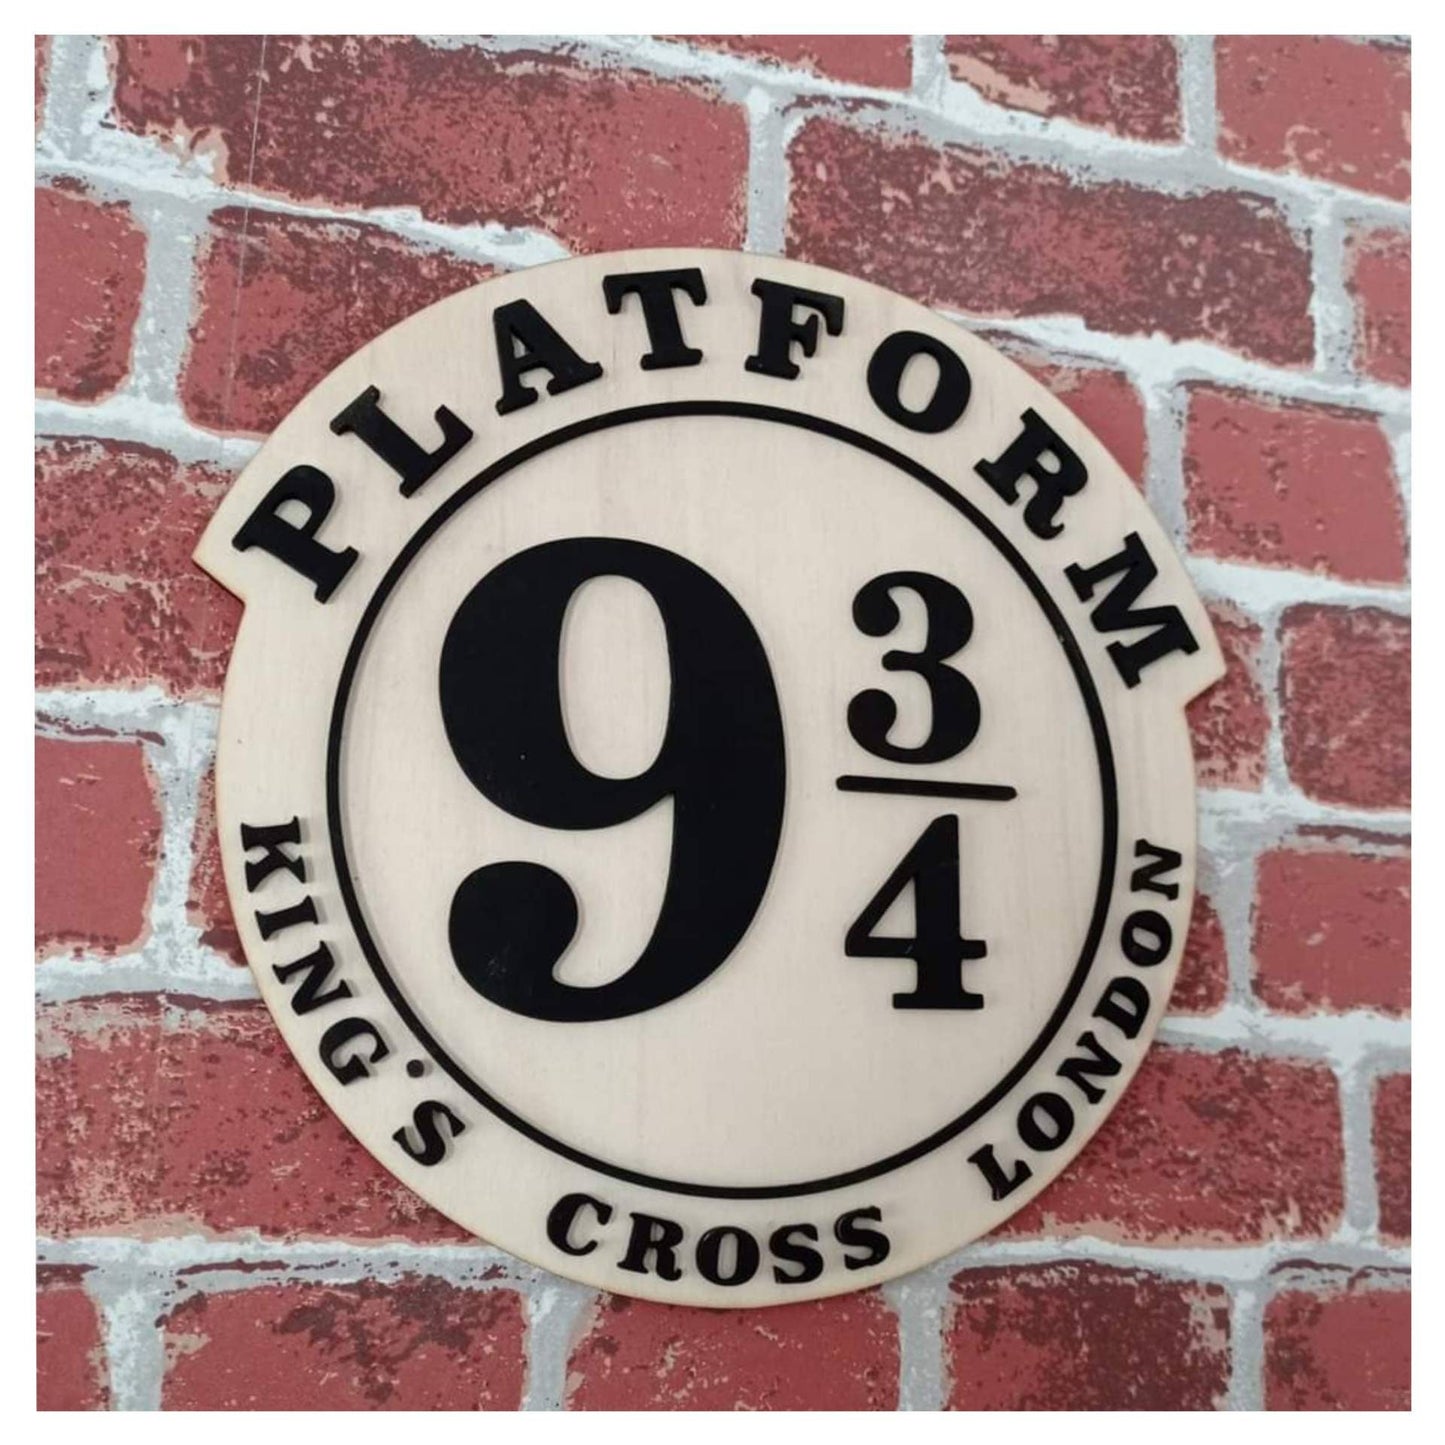 PLATFORM
9 3/4
KING'S CROSS LONDON